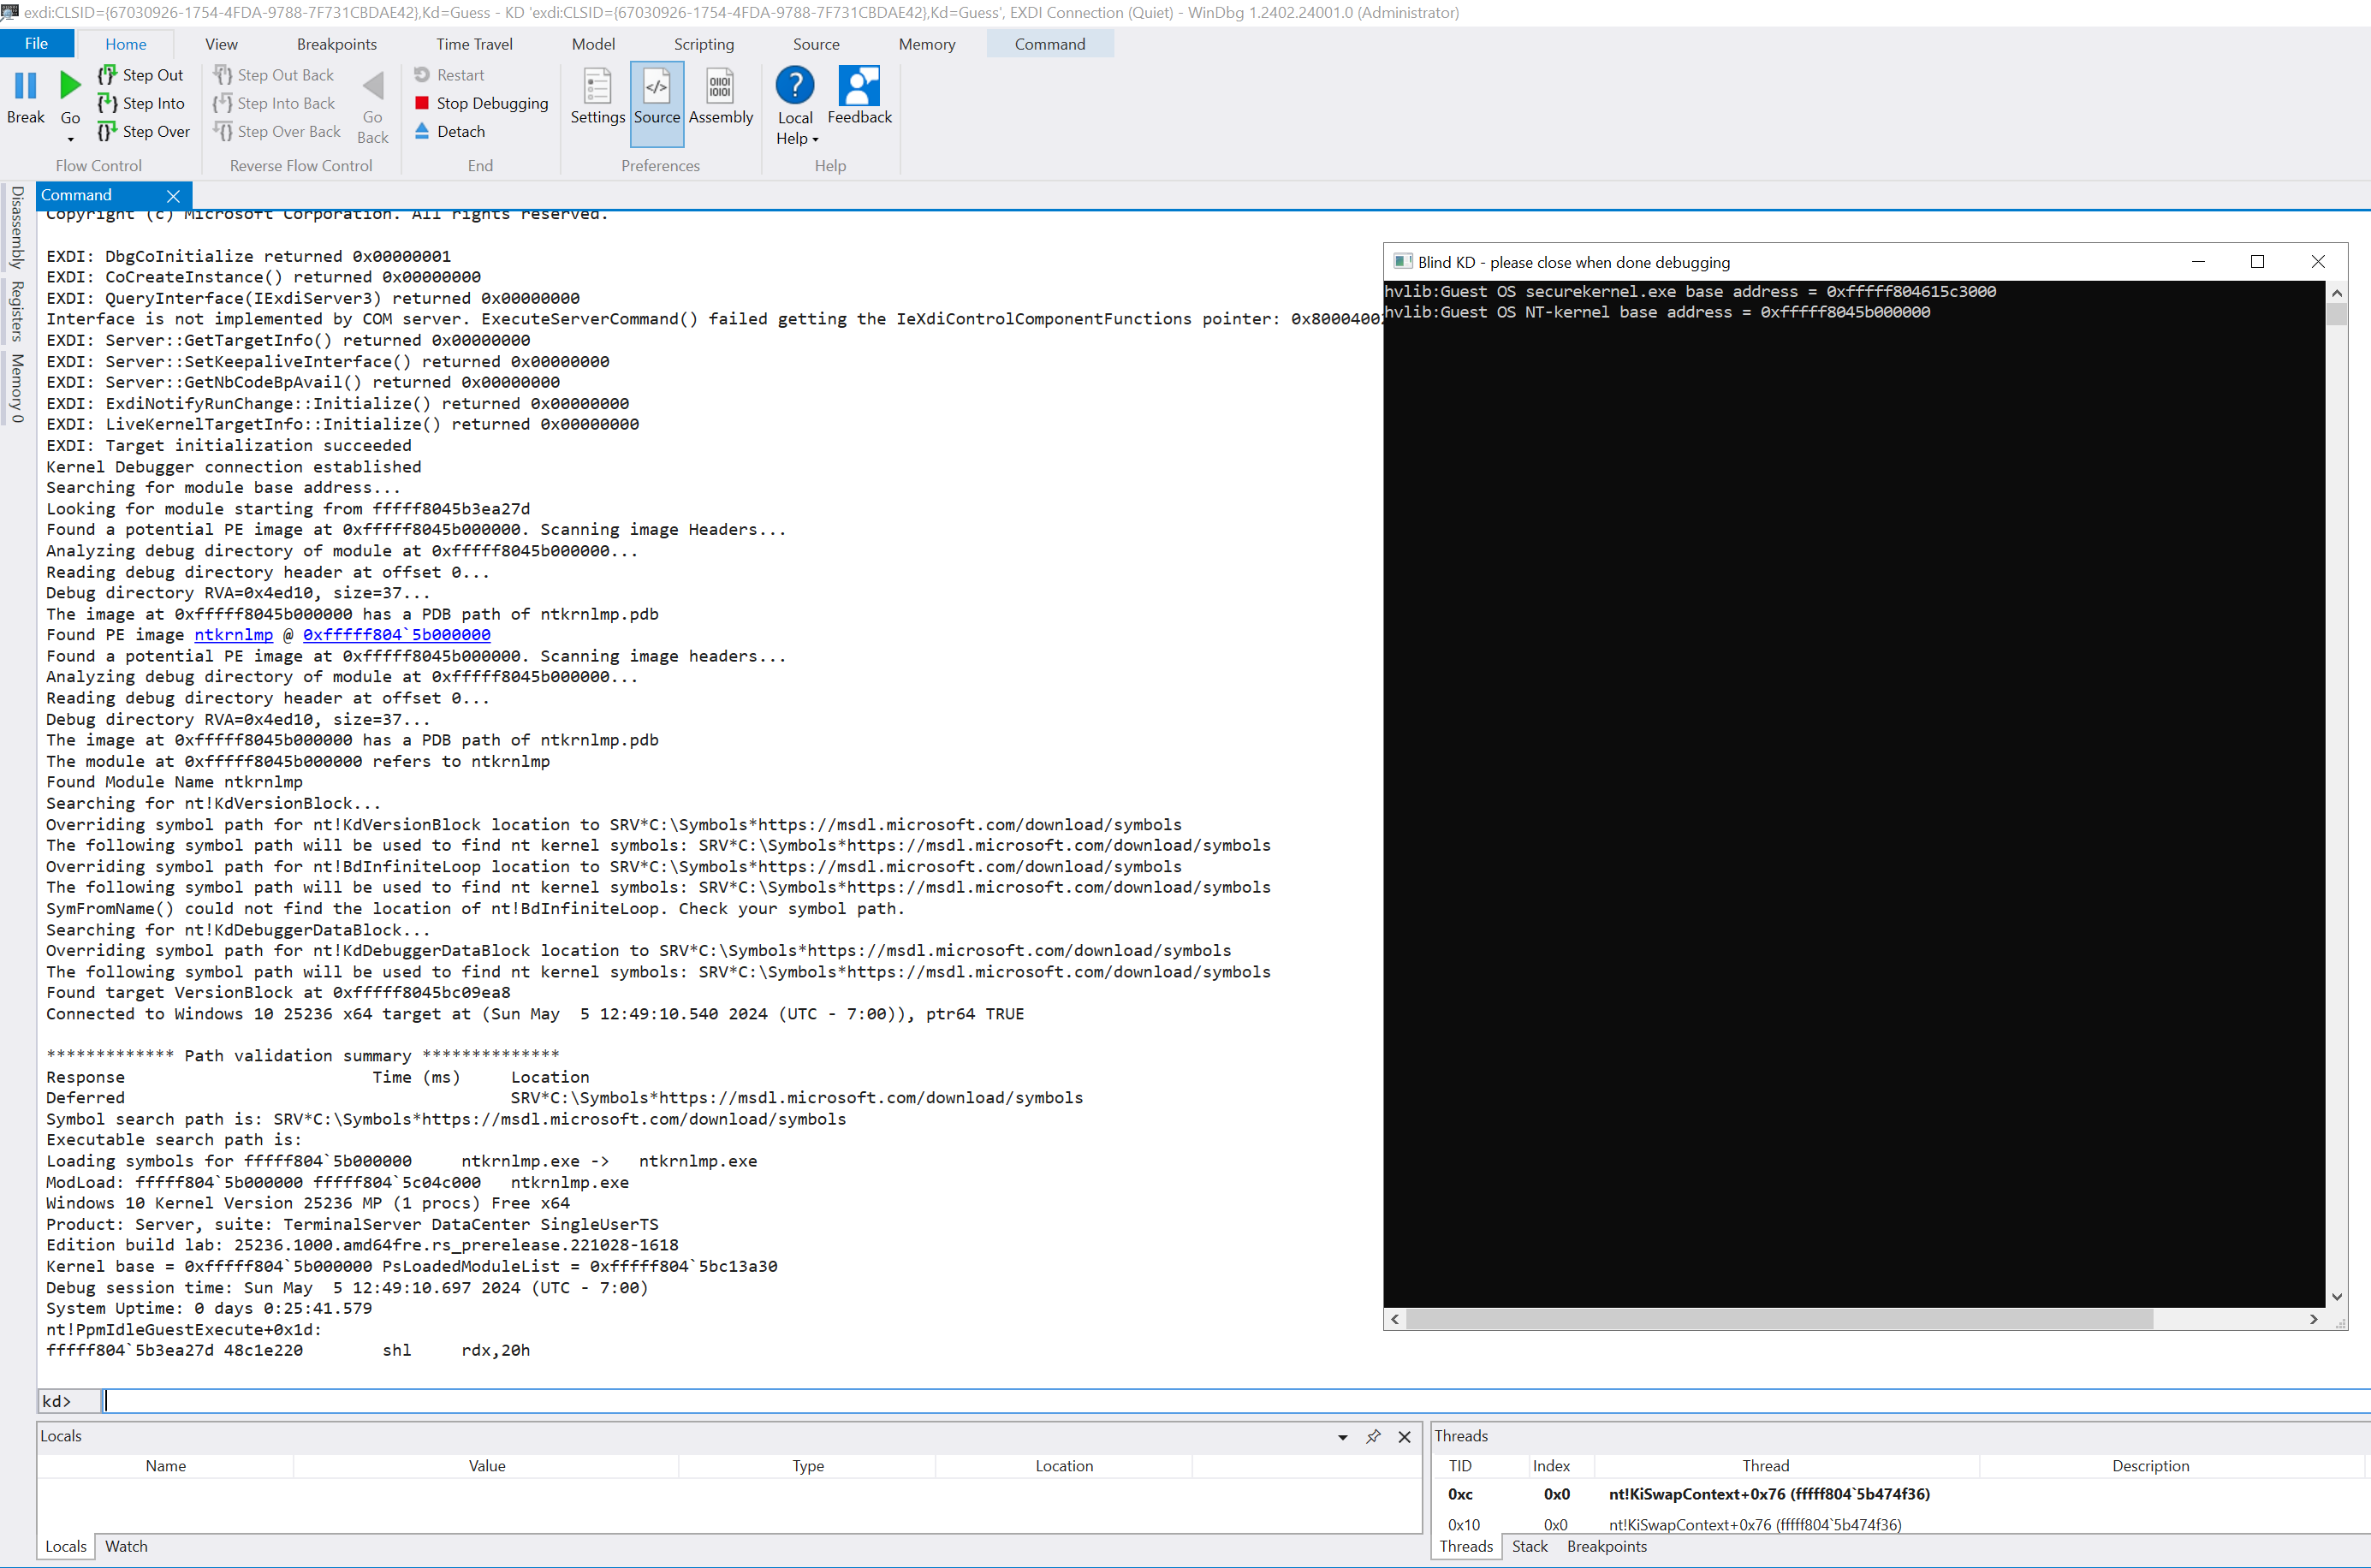 exdi:CLSID={67030926-1754-4FDA-9788-7F731CBDAE42},Kd=Guess - KD 'exdi:CLSID={67030926-1754-4FDA-9788-7F731CBDAE42},Kd=Guess', EXDI Connection (Quiet) - WinDbg 1.2402.24001.0 (Administrator)
File Home View Breakpoints Time Travel Model Scripting Source Memory Command
Break
Go
Step Out
Step Into
Step Over
Flow Control
Step Out Back
Step Into Back
Step Over Back
Go Back
Reverse Flow Control
Restart
Stop Debugging
Detach
End
Settings
Source
Assembly
Preferences
Local Help
Feedback
Help
Disassembly
Registers
Memory 0
Command
Copyright (c) Microsoft Corporation. All rights reserved.
EXDI: DbgCoInitialize returned 0x00000001
EXDI: CoCreateInstance() returned 0x00000000
EXDI: QueryInterface(IExdiServer3) returned 0x00000000
Interface is not implemented by COM server. ExecuteServerCommand() failed getting the IeXdiControlComponentFunctions pointer: 0x80004002
EXDI: Server::GetTargetInfo() returned 0x00000000
EXDI: Server::SetKeepaliveInterface() returned 0x00000000
EXDI: Server::GetNbCodeBpAvail() returned 0x00000000
EXDI: ExdiNotifyRunChange::Initialize() returned 0x00000000
EXDI: LiveKernelTargetInfo::Initialize() returned 0x00000000
EXDI: Target initialization succeeded
Kernel Debugger connection established
Searching for module base address...
Looking for module starting from fffff8045b3ea27d
Found a potential PE image at 0xfffff8045b000000. Scanning image Headers...
Analyzing debug directory of module at 0xfffff8045b000000...
Reading debug directory header at offset 0...
Debug directory RVA=0x4ed10, size=37...
The image at 0xfffff8045b000000 has a PDB path of ntkrnlmp.pdb
Found PE image ntkrnlmp @ 0xfffff804`5b000000
Found a potential PE image at 0xfffff8045b000000. Scanning image headers...
Analyzing debug directory of module at 0xfffff8045b000000...
Reading debug directory header at offset 0...
Debug directory RVA=0x4ed10, size=37...
The image at 0xfffff8045b000000 has a PDB path of ntkrnlmp.pdb
The module at 0xfffff8045b000000 refers to ntkrnlmp
Found Module Name ntkrnlmp
Searching for nt!KdVersionBlock...
Overriding symbol path for nt!KdVersionBlock location to SRV*C:\Symbols*https://msdl.microsoft.com/download/symbols
The following symbol path will be used to find nt kernel symbols: SRV*C:\Symbols*https://msdl.microsoft.com/download/symbols
Overriding symbol path for nt!BdInfiniteLoop location to SRV*C:\Symbols*https://msdl.microsoft.com/download/symbols
The following symbol path will be used to find nt kernel symbols: SRV*C:\Symbols*https://msdl.microsoft.com/download/symbols
SymFromName() could not find the location of nt!BdInfiniteLoop. Check your symbol path.
Searching for nt!KdDebuggerDataBlock...
Overriding symbol path for nt!KdDebuggerDataBlock location to SRV*C:\Symbols*https://msdl.microsoft.com/download/symbols
The following symbol path will be used to find nt kernel symbols: SRV*C:\Symbols*https://msdl.microsoft.com/download/symbols
Found target VersionBlock at 0xfffff8045bc09ea8
Connected to Windows 10 25236 x64 target at (Sun May  5 12:49:10.540 2024 (UTC - 7:00)), ptr64 TRUE
************* Path validation summary **************
Response                         Time (ms)     Location
Deferred                                       SRV*C:\Symbols*https://msdl.microsoft.com/download/symbols
Symbol search path is: SRV*C:\Symbols*https://msdl.microsoft.com/download/symbols
Executable search path is:
Loading symbols for fffff804`5b000000     ntkrnlmp.exe ->   ntkrnlmp.exe
ModLoad: fffff804`5b000000 fffff804`5c04c000   ntkrnlmp.exe
Windows 10 Kernel Version 25236 MP (1 procs) Free x64
Product: Server, suite: TerminalServer DataCenter SingleUserTS
Edition build lab: 25236.1000.amd64fre.rs_prerelease.221028-1618
Kernel base = 0xfffff804`5b000000 PsLoadedModuleList = 0xfffff804`5bc13a30
Debug session time: Sun May  5 12:49:10.697 2024 (UTC - 7:00)
System Uptime: 0 days 0:25:41.579
nt!PpmIdleGuestExecute+0x1d:
fffff804`5b3ea27d 48c1e220        shl     rdx,20h
kd>
Blind KD - please close when done debugging
hvlib:Guest OS securekernel.exe base address = 0xfffff804615c3000
hvlib:Guest OS NT-kernel base address = 0xfffff8045b000000
Locals
Name Value Type Location
Locals Watch
Threads
TID Index Thread Description
0xc 0x0 nt!KiSwapContext+0x76 (fffff804`5b474f36)
0x10 0x0 nt!KiSwapContext+0x76 (fffff804`5b474f36)
Threads Stack Breakpoints